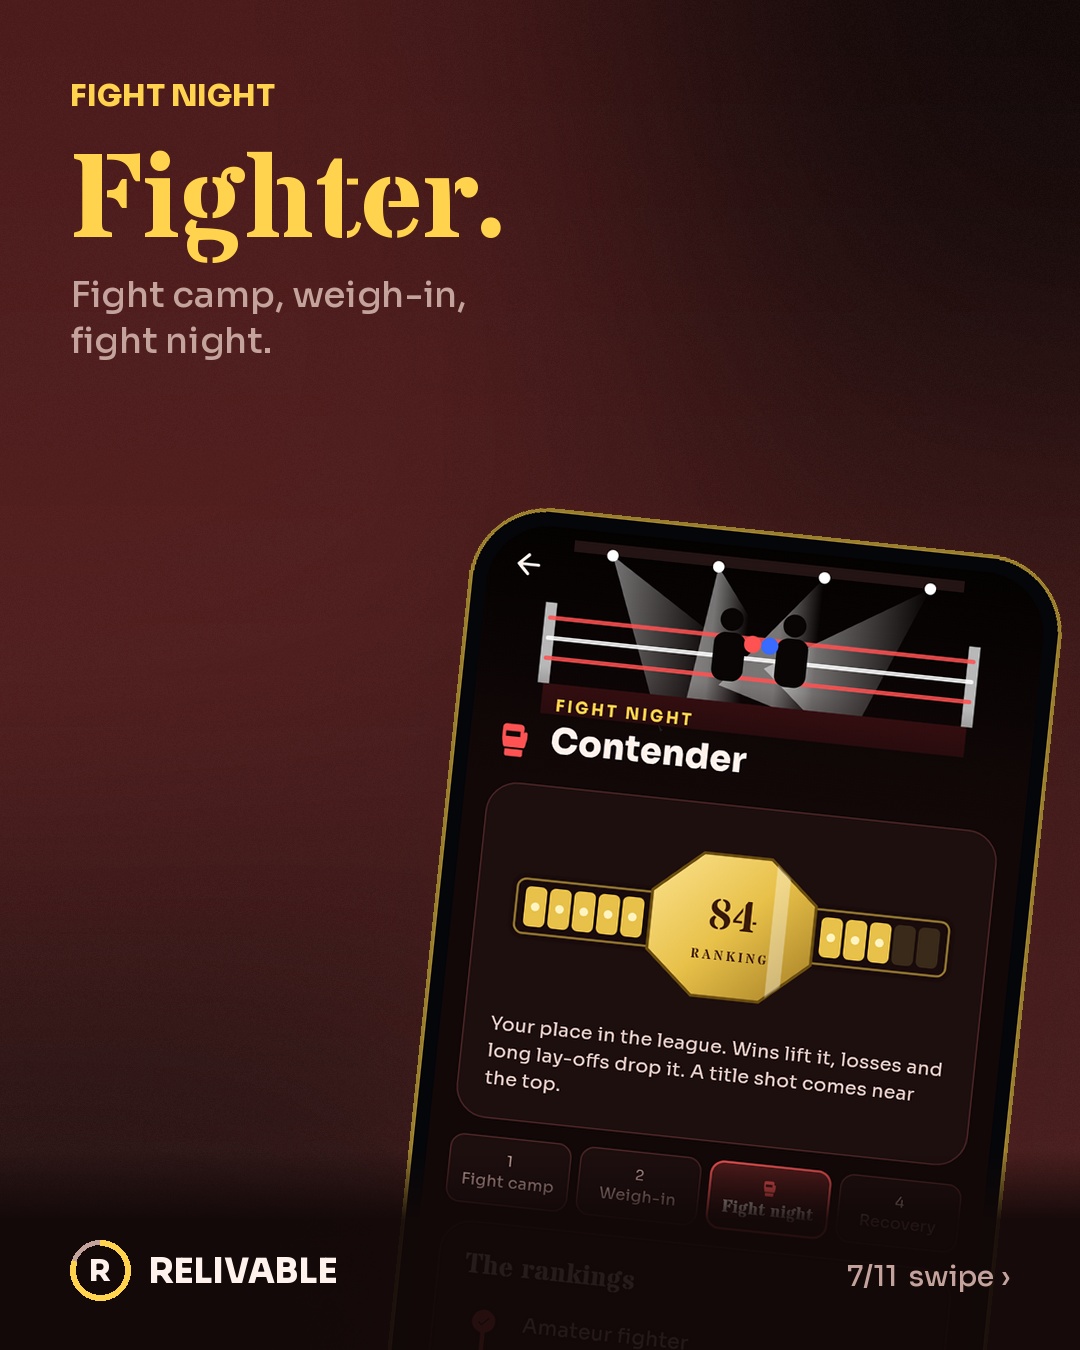 FIGHT NIGHT
Fighter.
Fight camp, weigh-in,
fight night.
FIGHT NIGHT
Contender
84
RANKING
Your place in the league. Wins lift it, losses and
long lay-offs drop it. A title shot comes near
the top.
1
Fight camp
2
Weigh-in
Fight night
4
Recovery
The rankings
Amateur fighter
R RELIVABLE
7/11 swipe ›